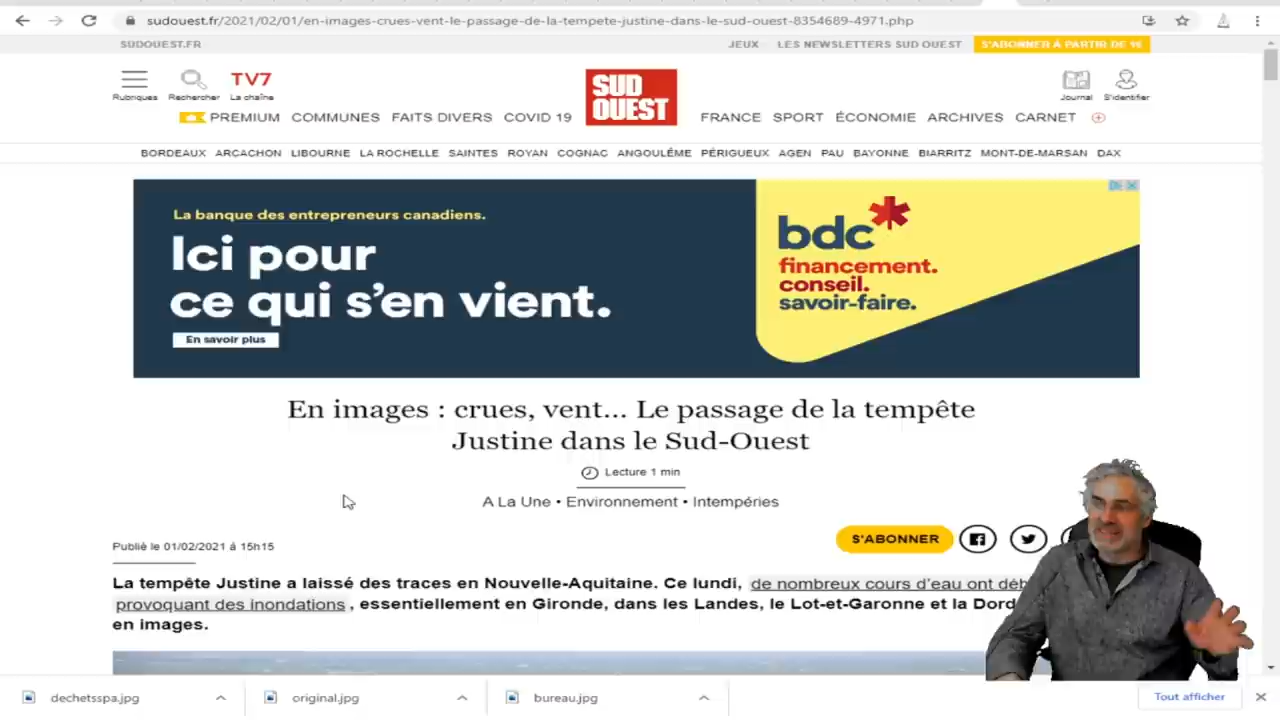 sudouest.fr/2021/02/01/en-images-crues-vent-le-passage-de-la-tempete-justine-dans-le-sud-ouest-8354689-4971.php
SUDOUEST.FR
JEUX LES NEWSLETTERS SUD OUEST S'ABONNER À PARTIR DE 1€
Rubriques Rechercher TV7 La chaîne
SUD OUEST
Journal S'identifier
PREMIUM COMMUNES FAITS DIVERS COVID 19 FRANCE SPORT ÉCONOMIE ARCHIVES CARNET
BORDEAUX ARCACHON LIBOURNE LA ROCHELLE SAINTES ROYAN COGNAC ANGOULÊME PÉRIGUEUX AGEN PAU BAYONNE BIARRITZ MONT-DE-MARSAN DAX
La banque des entrepreneurs canadiens.
Ici pour
ce qui s'en vient.
En savoir plus
bdc
financement.
conseil.
savoir-faire.
En images : crues, vent... Le passage de la tempête
Justine dans le Sud-Ouest
Lecture 1 min
A La Une • Environnement • Intempéries
S'ABONNER
Publié le 01/02/2021 à 15h15
La tempête Justine a laissé des traces en Nouvelle-Aquitaine. Ce lundi, de nombreux cours d'eau ont déb
provoquant des inondations, essentiellement en Gironde, dans les Landes, le Lot-et-Garonne et la Dord
en images.
dechetsspa.jpg original.jpg bureau.jpg Tout afficher